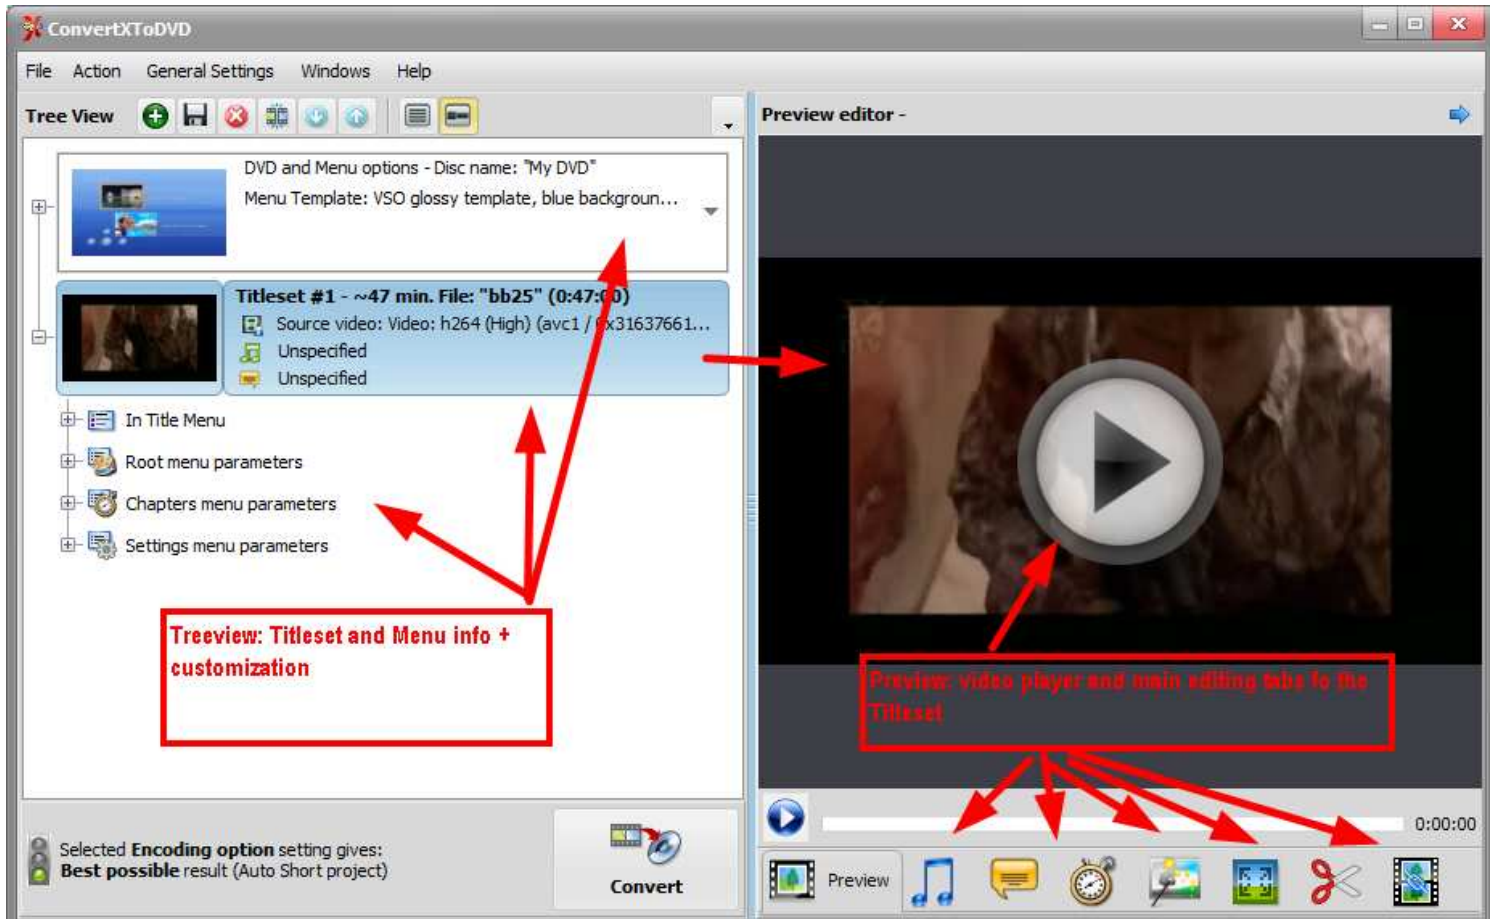 ConvertXToDVD
File Action General Settings Windows Help
Tree View
Preview editor -
DVD and Menu options - Disc name: "My DVD"
Menu Template: VSO glossy template, blue backgroun...
Titleset #1 - ~47 min. File: "bb25" (0:47:00)
Source video: Video: h264 (High) (avc1 / 0x31637661...
Unspecified
Unspecified
In Title Menu
Root menu parameters
Chapters menu parameters
Settings menu parameters
Treeview: Titleset and Menu info +
customization
Preview: video player and main editing tabs fo the
Titleset
0:00:00
Selected Encoding option setting gives:
Best possible result (Auto Short project)
Convert
Preview